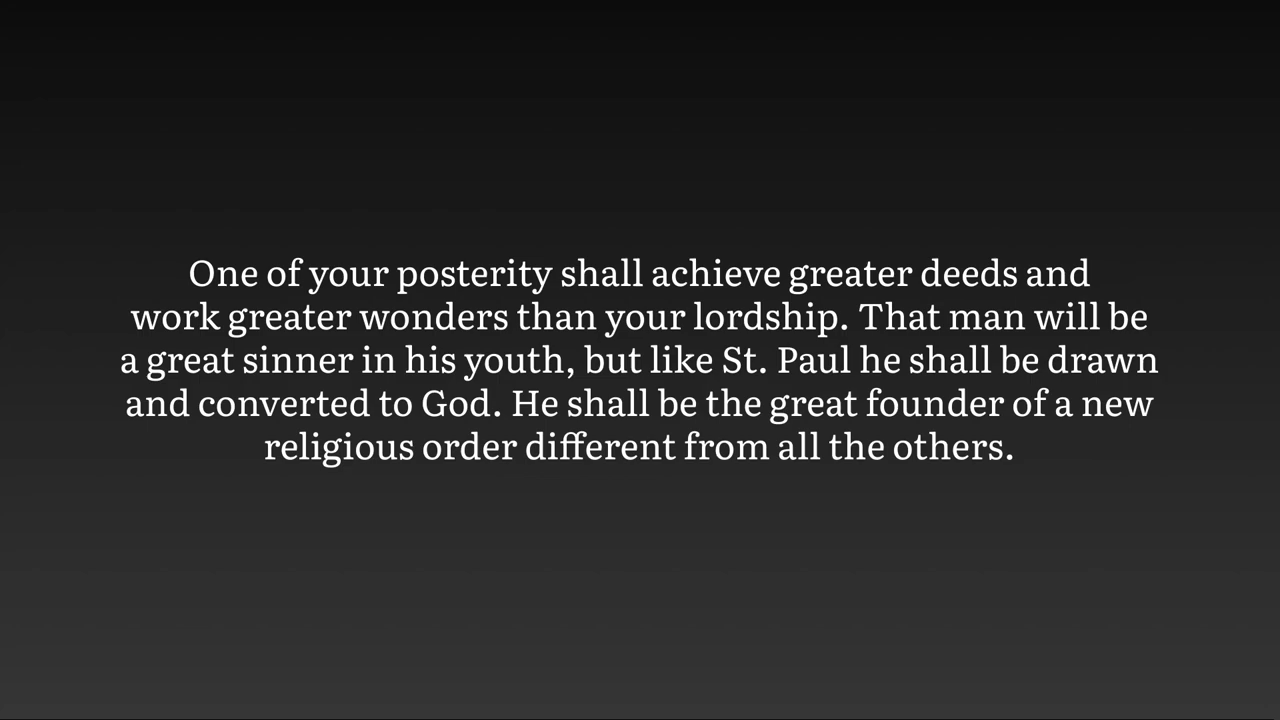 One of your posterity shall achieve greater deeds and
work greater wonders than your lordship. That man will be
a great sinner in his youth, but like St. Paul he shall be drawn
and converted to God. He shall be the great founder of a new
religious order different from all the others.